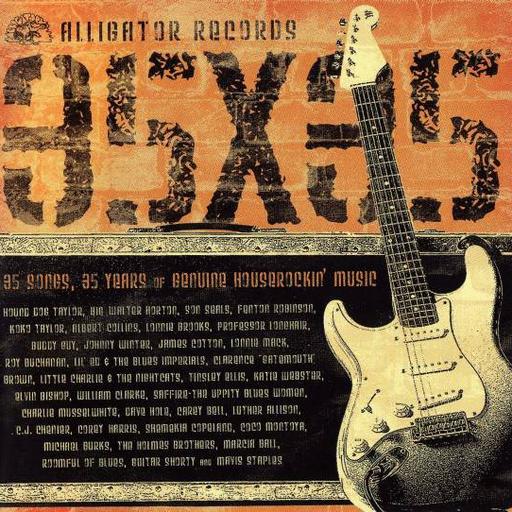 ALLIGATOR RECORDS
35X35
35 SONGS, 35 YEARS OF GENUINE HOUSEROCKIN' MUSIC
HOUND DOG TAYLOR, BIG WALTER HORTON, SON SEALS, FENTON ROBINSON,
KOKO TAYLOR, ALBERT COLLINS, LONNIE BROOKS, PROFESSOR LONGHAIR,
BUDDY GUY, JOHNNY WINTER, JAMES COTTON, LONNIE MACK,
ROY BUCHANAN, LIL' ED & THE BLUES IMPERIALS, CLARENCE "GATEMOUTH"
BROWN, LITTLE CHARLIE & THE NIGHTCATS, TINSLEY ELLIS, KATIE WEBSTER,
ELVIN BISHOP, WILLIAM CLARKE, SAFFIRE-THE UPPITY BLUES WOMEN,
CHARLIE MUSSELWHITE, DAVE HOLE, CAREY BELL, LUTHER ALLISON,
C.J. CHENIER, COREY HARRIS, SHEMEKIA COPELAND, COCO MONTOYA,
MICHAEL BURKS, THE HOLMES BROTHERS, MARCIA BALL,
ROOMFUL OF BLUES, GUITAR SHORTY AND MAVIS STAPLES